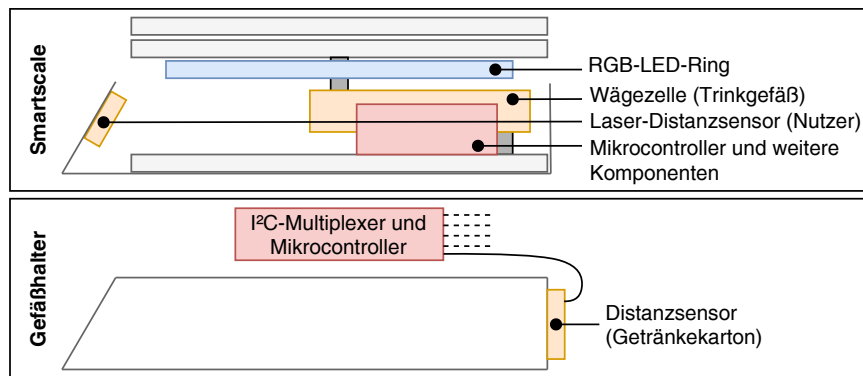 Smartscale
RGB-LED-Ring
Wägezelle (Trinkgefäß)
Laser-Distanzsensor (Nutzer)
Mikrocontroller und weitere
Komponenten
Gefäßhalter
I²C-Multiplexer und
Mikrocontroller
Distanzsensor
(Getränkekarton)